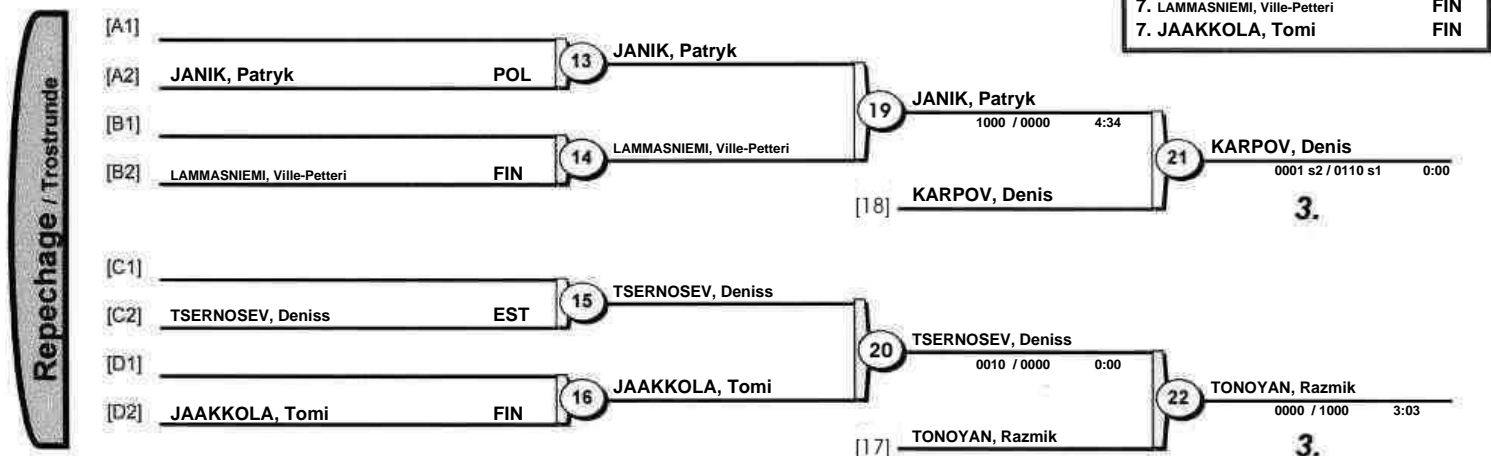 7. LAMMASNIEMI, Ville-Petteri FIN
7. JAAKKOLA, Tomi FIN
Repechage / Trostrunde
[A1]
[A2] JANIK, Patryk POL
13 JANIK, Patryk
[B1]
[B2] LAMMASNIEMI, Ville-Petteri FIN
14 LAMMASNIEMI, Ville-Petteri
19 JANIK, Patryk
1000 / 0000 4:34
[18] KARPOV, Denis
21 KARPOV, Denis
0001 s2 / 0110 s1 0:00
3.
[C1]
[C2] TSERNOSEV, Deniss EST
15 TSERNOSEV, Deniss
[D1]
[D2] JAAKKOLA, Tomi FIN
16 JAAKKOLA, Tomi
20 TSERNOSEV, Deniss
0010 / 0000 0:00
[17] TONOYAN, Razmik
22 TONOYAN, Razmik
0000 / 1000 3:03
3.